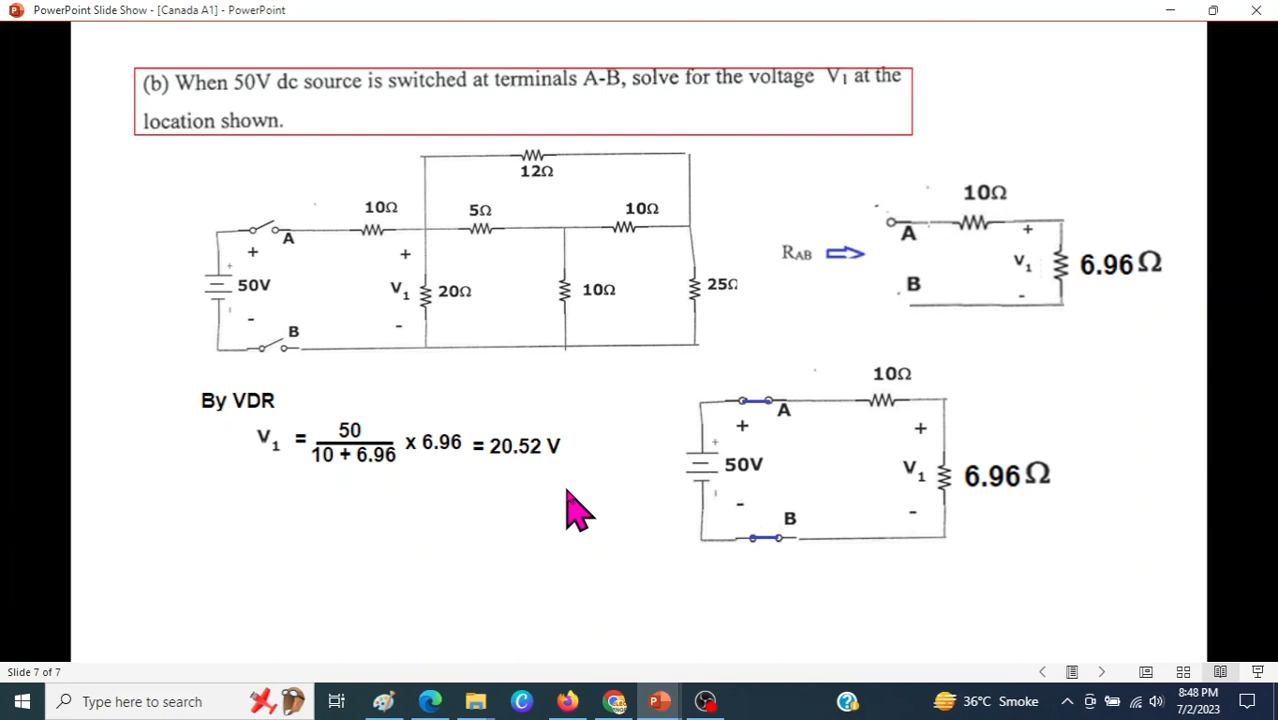 PowerPoint Slide Show - [Canada A1] - PowerPoint
(b) When 50V dc source is switched at terminals A-B, solve for the voltage V1 at the
location shown.
12Ω
10Ω
5Ω
10Ω
A
+
+
50V
V1
20Ω
10Ω
25Ω
-
-
B
10Ω
RAB
A
+
V1
6.96Ω
B
-
By VDR
V1 = 50 / 10 + 6.96 x 6.96 = 20.52 V
10Ω
A
+
+
+
50V
V1
6.96Ω
-
-
B
Slide 7 of 7
Type here to search
36°C Smoke
8:48 PM
7/2/2023